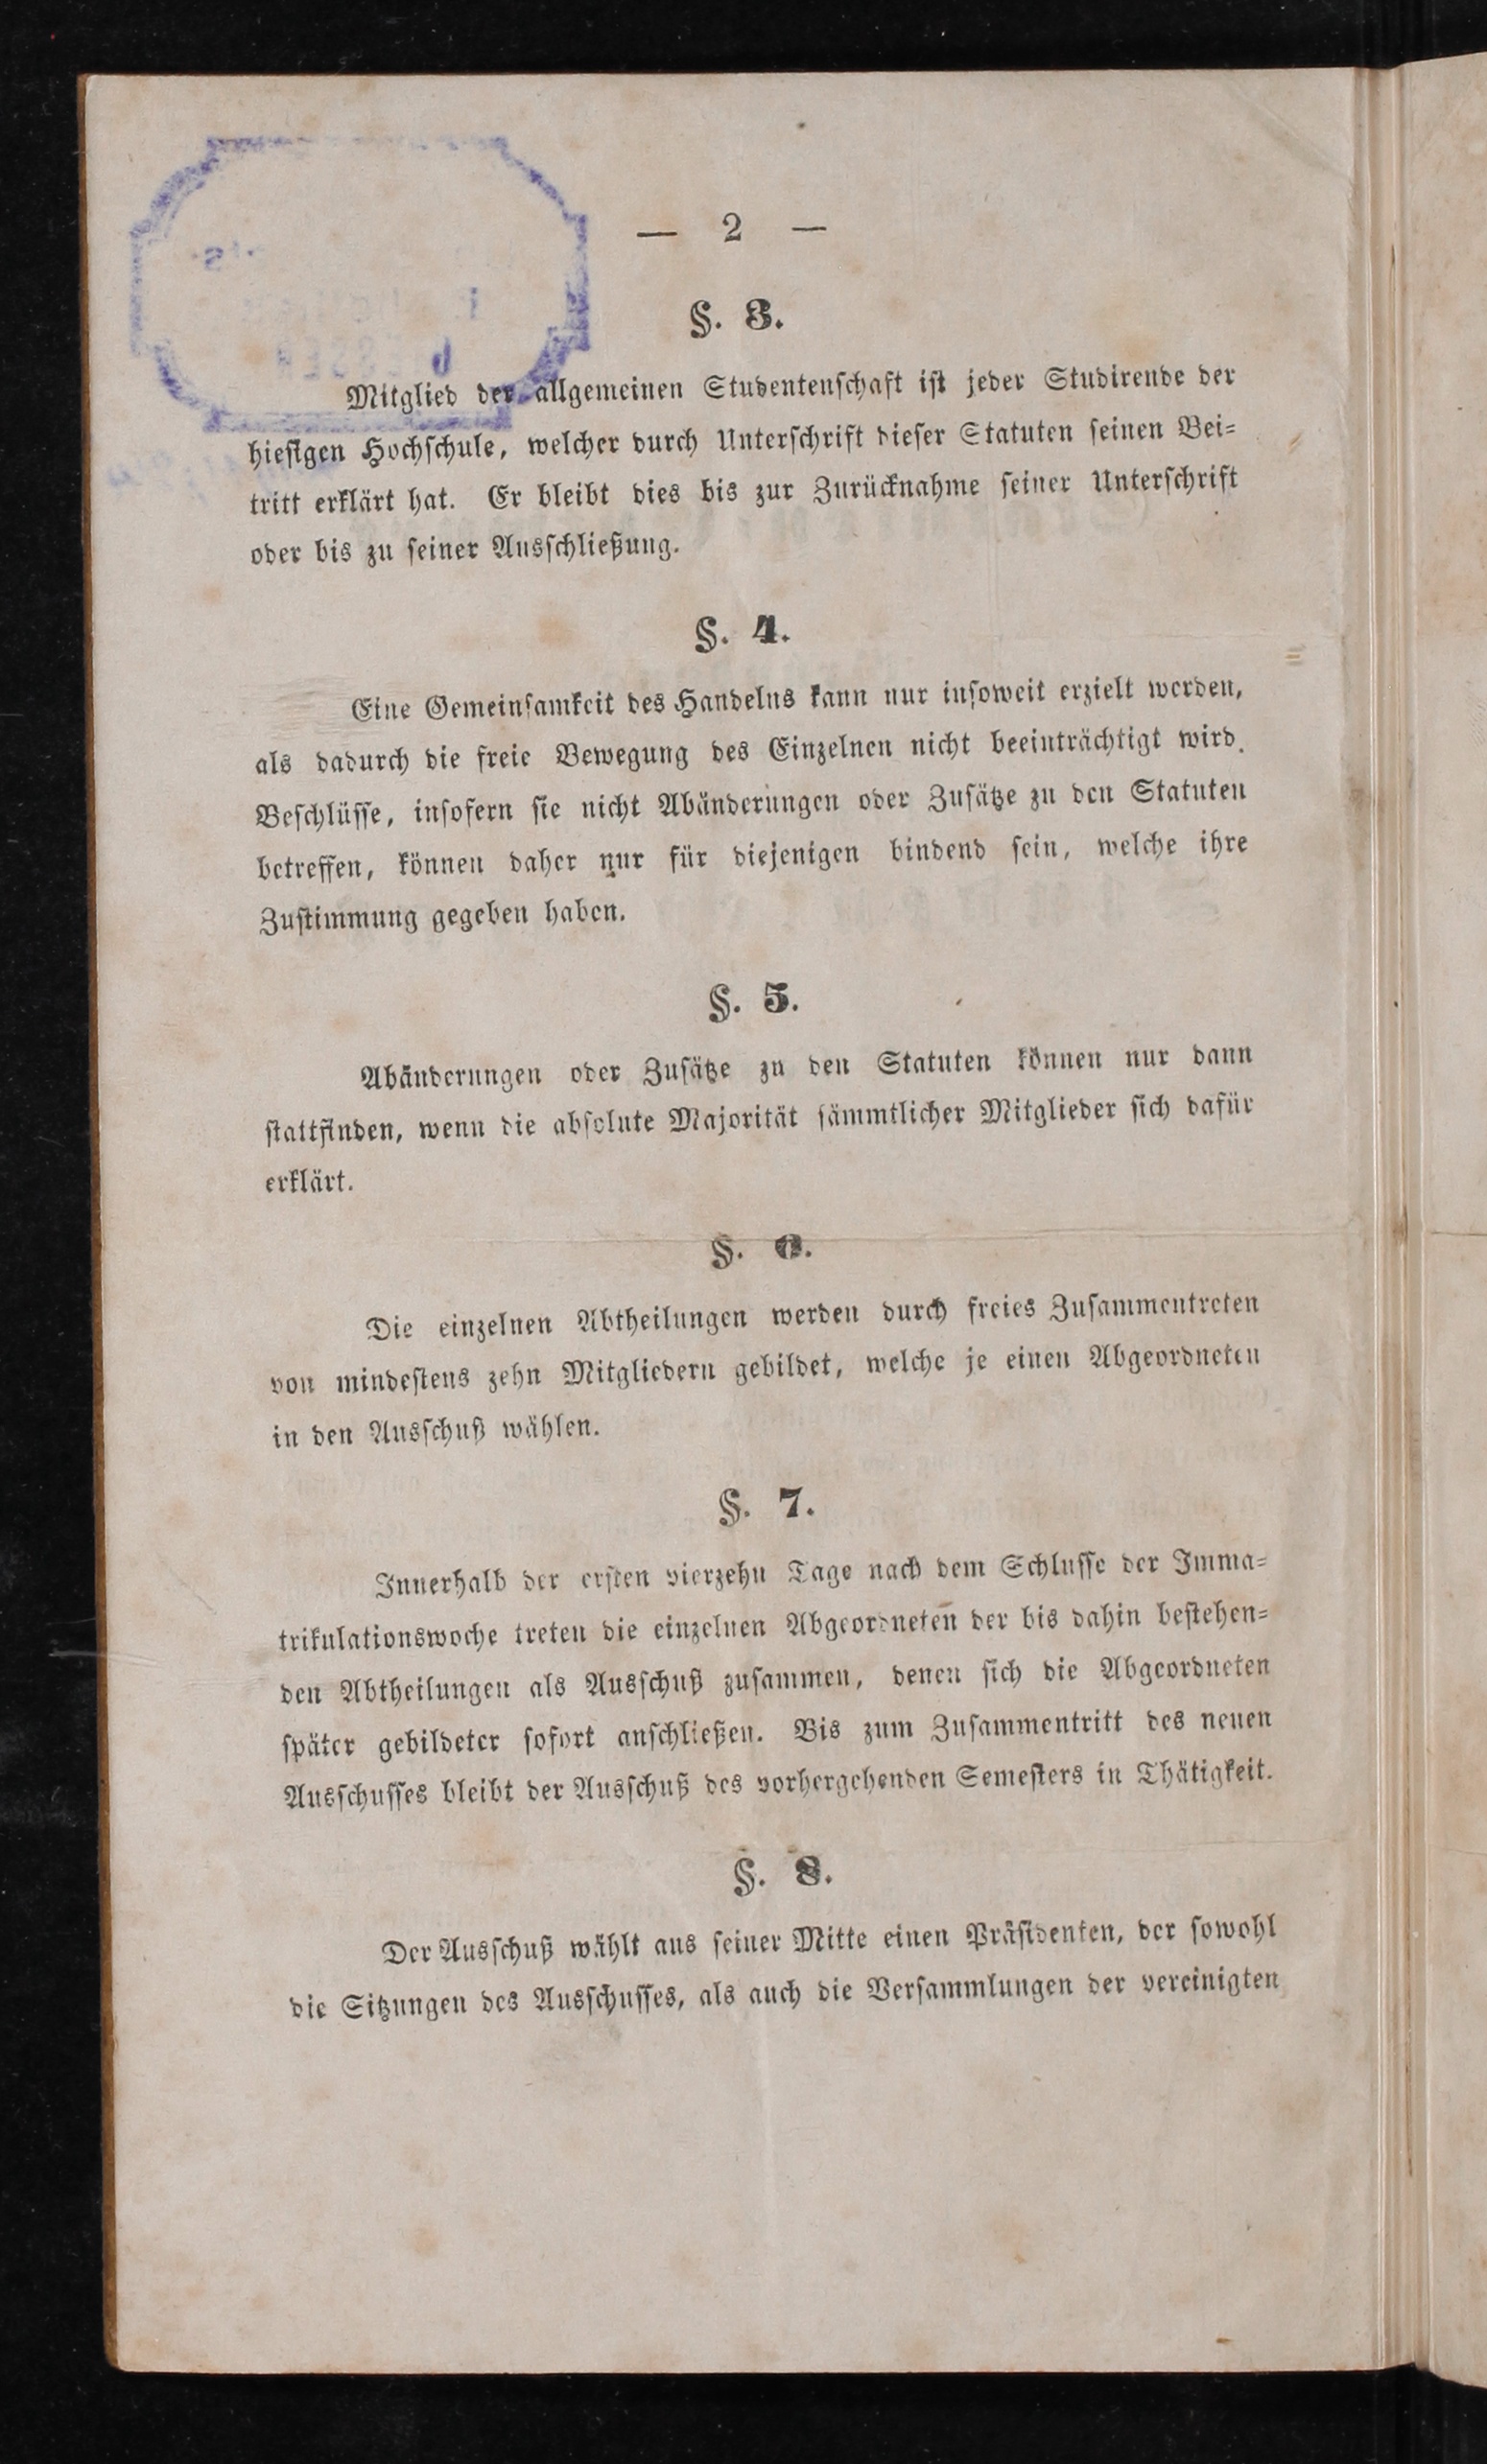 — 2 —
§. 3.
Mitglied der allgemeinen Studentenschaft ist jeder Studirende der
hiesigen Hochschule, welcher durch Unterschrift dieser Statuten seinen Bei=
tritt erklärt hat. Er bleibt dies bis zur Zurücknahme seiner Unterschrift
oder bis zu seiner Ausschließung.
§. 4.
Eine Gemeinsamkeit des Handelns kann nur insoweit erzielt werden,
als dadurch die freie Bewegung des Einzelnen nicht beeinträchtigt wird.
Beschlüsse, insofern sie nicht Abänderungen oder Zusätze zu den Statuten
betreffen, können daher nur für diejenigen bindend sein, welche ihre
Zustimmung gegeben haben.
§. 5.
Abänderungen oder Zusätze zu den Statuten können nur dann
stattfinden, wenn die absolute Majorität sämmtlicher Mitglieder sich dafür
erklärt.
§. 6.
Die einzelnen Abtheilungen werden durch freies Zusammentreten
von mindestens zehn Mitgliedern gebildet, welche je einen Abgeordneten
in den Ausschuß wählen.
§. 7.
Innerhalb der ersten vierzehn Tage nach dem Schlusse der Imma=
trikulationswoche treten die einzelnen Abgeordneten der bis dahin bestehen=
den Abtheilungen als Ausschuß zusammen, denen sich die Abgeordneten
später gebildeter sofort anschließen. Bis zum Zusammentritt des neuen
Ausschusses bleibt der Ausschuß des vorhergehenden Semesters in Thätigkeit.
§. 8.
Der Ausschuß wählt aus seiner Mitte einen Präsidenten, der sowohl
die Sitzungen des Ausschusses, als auch die Versammlungen der vereinigten